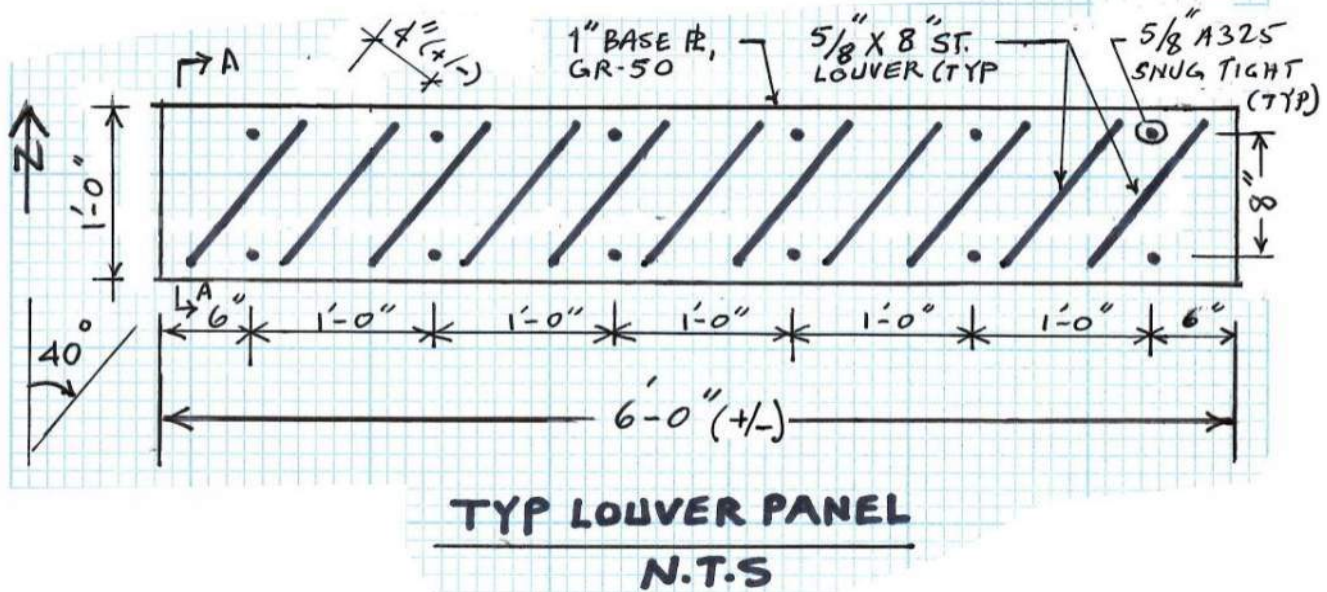 A
4" (+/-)
1" BASE PL,
GR-50
5/8" X 8" ST.
LOUVER (TYP
5/8" A325
SNUG TIGHT
(TYP)
N
1'-0"
8"
A
6"
1'-0"
1'-0"
1'-0"
1'-0"
1'-0"
6"
40°
6'-0" (+/-)
TYP LOUVER PANEL
N.T.S